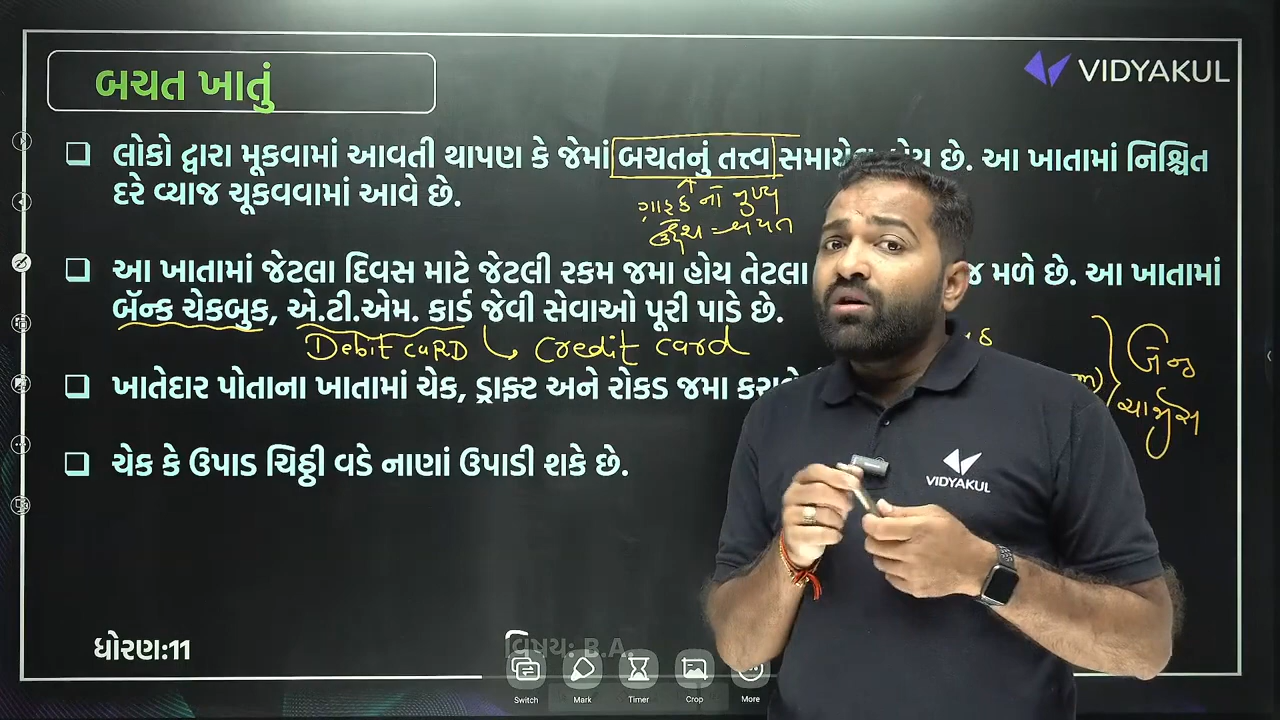 બચત ખાતું
VIDYAKUL
❑ લોકો દ્વારા મૂકવામાં આવતી થાપણ કે જેમાં બચતનું તત્ત્વ સમાયેલ હોય છે. આ ખાતામાં નિશ્ચિત
દરે વ્યાજ ચૂકવવામાં આવે છે.
ગ્રાહક નો મુખ્ય
ઉદ્દેશ = બચત
❑ આ ખાતામાં જેટલા દિવસ માટે જેટલી રકમ જમા હોય તેટલા જ મળે છે. આ ખાતામાં
બૅન્ક ચેકબુક, એ.ટી.એમ. કાર્ડ જેવી સેવાઓ પૂરી પાડે છે.
Debit caRD Credit card
❑ ખાતેદાર પોતાના ખાતામાં ચેક, ડ્રાફ્ટ અને રોકડ જમા
ચાર્જીસ
❑ ચેક કે ઉપાડ ચિઠ્ઠી વડે નાણાં ઉપાડી શકે છે.
VIDYAKUL
ધોરણ:11
વિષય: B.A.
Switch Mark Timer Crop More